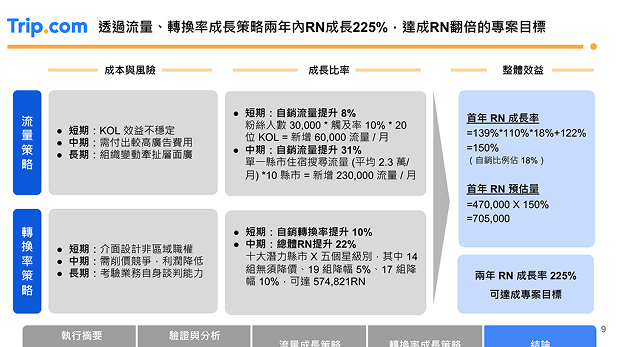 Trip.com 透過流量、轉換率成長策略兩年內RN成長225%，達成RN翻倍的專案目標
成本與風險
成長比率
整體效益
流量策略
● 短期：KOL 效益不穩定
● 中期：需付出較高廣告費用
● 長期：組織變動牽扯層面廣
● 短期：自銷流量提升 8%
粉絲人數 30,000 * 觸及率 10% * 20
位 KOL = 新增 60,000 流量 / 月
● 中期：自銷流量提升 31%
單一縣市住宿搜尋流量 (平均 2.3 萬/
月) *10 縣市 = 新增 230,000 流量 / 月
轉換率策略
● 短期：介面設計非區域職權
● 中期：需削價競爭，利潤降低
● 長期：考驗業務自身談判能力
● 短期：自銷轉換率提升 10%
● 中期：總體RN提升 22%
十大潛力縣市 X 五個星級別，其中 14
組無須降價、19 組降幅 5%、17 組降
幅 10%，可達 574,821RN
首年 RN 成長率
=139%*110%*18%+122%
=150%
（自銷比例佔 18%）
首年 RN 預估量
=470,000 X 150%
=705,000
兩年 RN 成長率 225%
可達成專案目標
9
執行摘要
驗證與分析
流量成長策略
轉換率成長策略
結論